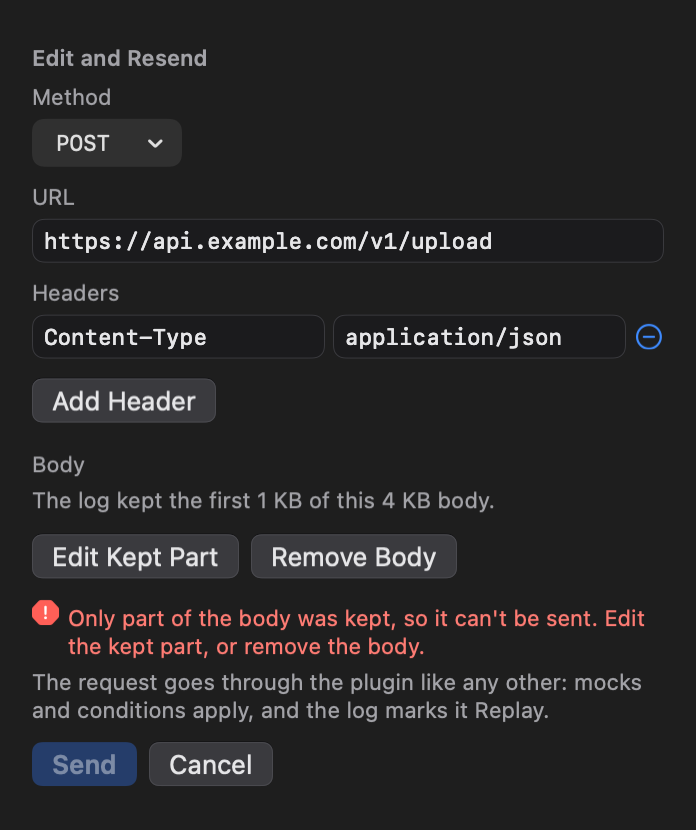 Edit and Resend
Method
POST
URL
https://api.example.com/v1/upload
Headers
Content-Type application/json
Add Header
Body
The log kept the first 1 KB of this 4 KB body.
Edit Kept Part Remove Body
Only part of the body was kept, so it can't be sent. Edit
the kept part, or remove the body.
The request goes through the plugin like any other: mocks
and conditions apply, and the log marks it Replay.
Send Cancel